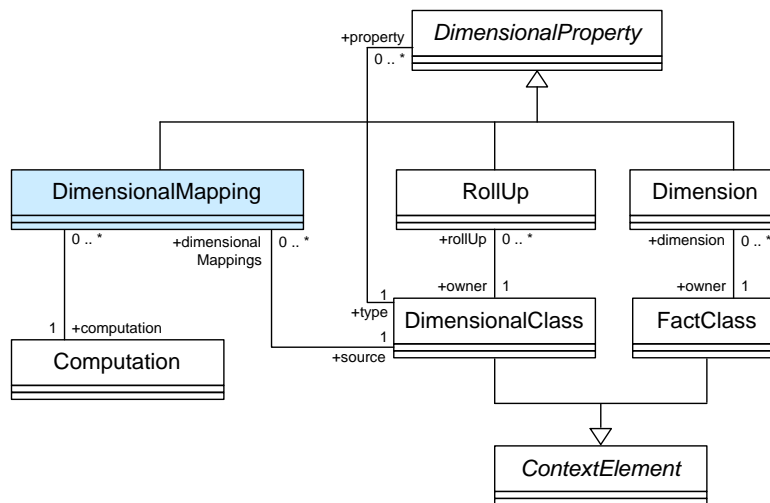 DimensionalProperty
+property
0 .. *
DimensionalMapping
RollUp
Dimension
0 .. *
+dimensional
Mappings
0 .. *
+rollUp
0 .. *
+dimension
0 .. *
+owner
1
+owner
1
1
+type
DimensionalClass
FactClass
1
+computation
1
+source
Computation
ContextElement